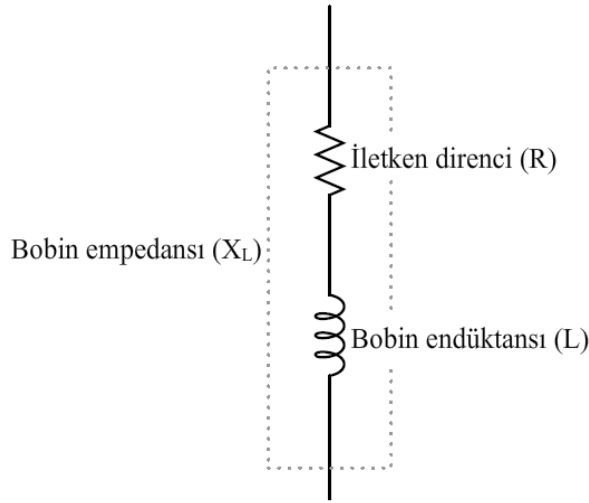 İletken direnci (R)
Bobin empedansı (XL)
Bobin endüktansı (L)